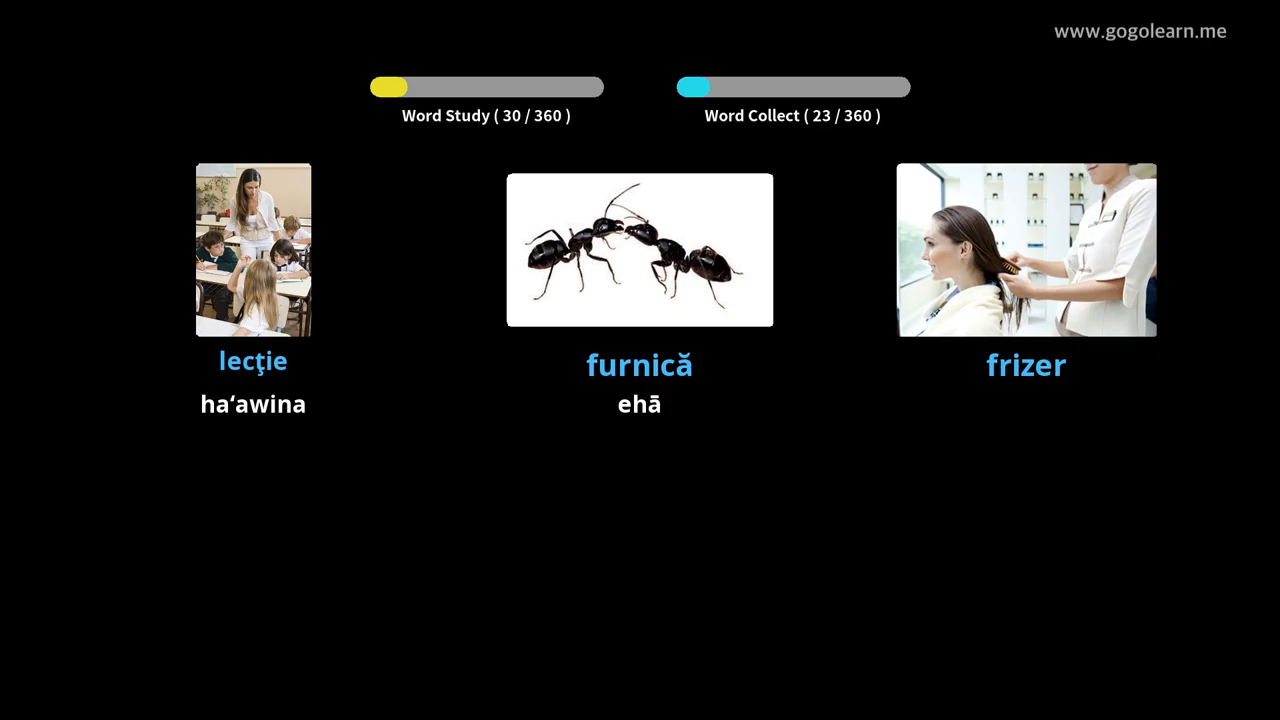 www.gogolearn.me
Word Study ( 30 / 360 )
Word Collect ( 23 / 360 )
lecţie
furnică
frizer
haʻawina
ehā